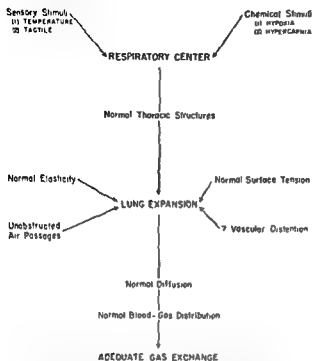 Sensory Stimuli
(1) TEMPERATURE
(2) TACTILE
Chemical Stimuli
(1) HYPOXIA
(2) HYPERCAPNIA
RESPIRATORY CENTER
Normal Thoracic Structures
Normal Elasticity
Normal Surface Tension
LUNG EXPANSION
Unobstructed
Air Passages
? Vascular Distention
Normal Diffusion
Normal Blood-Gas Distribution
ADEQUATE GAS EXCHANGE